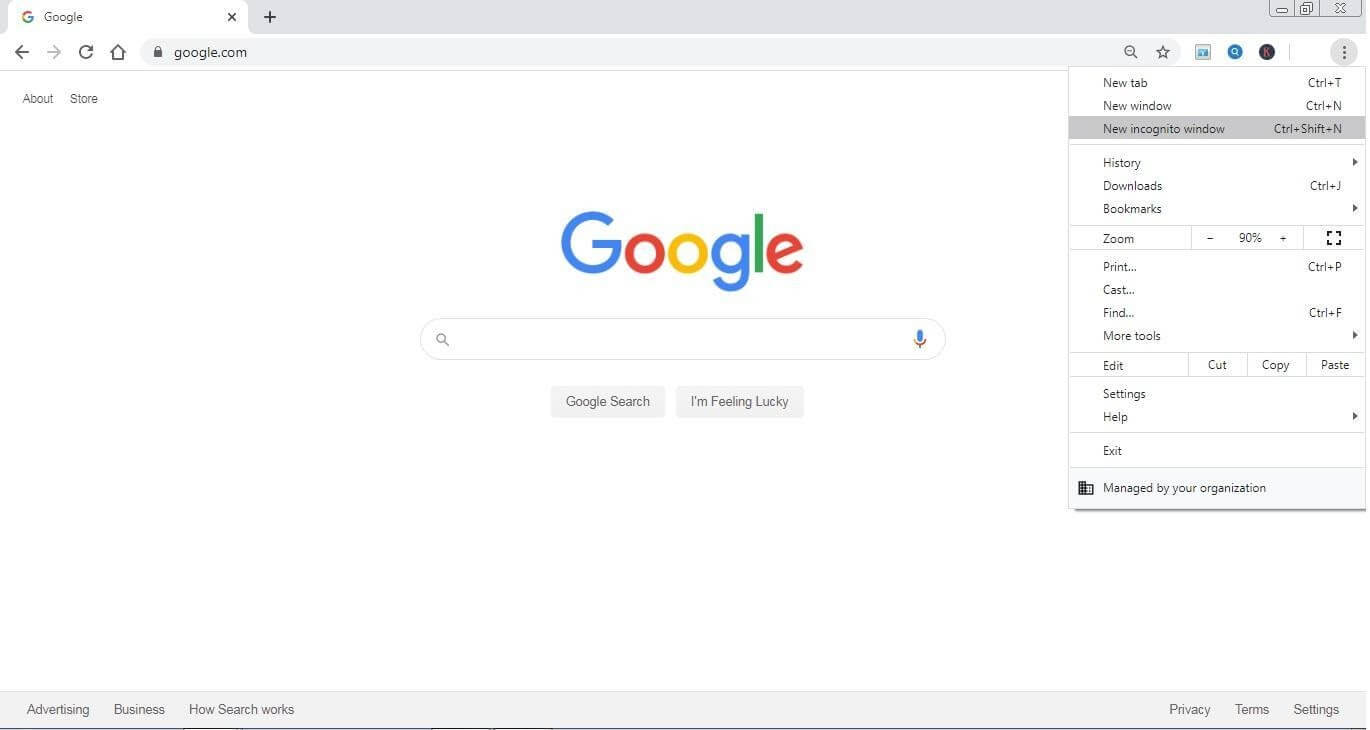 Google
google.com
About Store
New tab Ctrl+T
New window Ctrl+N
New incognito window Ctrl+Shift+N
History
Downloads Ctrl+J
Bookmarks
Zoom - 90% +
Print... Ctrl+P
Cast...
Find... Ctrl+F
More tools
Edit Cut Copy Paste
Settings
Help
Exit
Managed by your organization
Google
Google Search I'm Feeling Lucky
Advertising Business How Search works Privacy Terms Settings